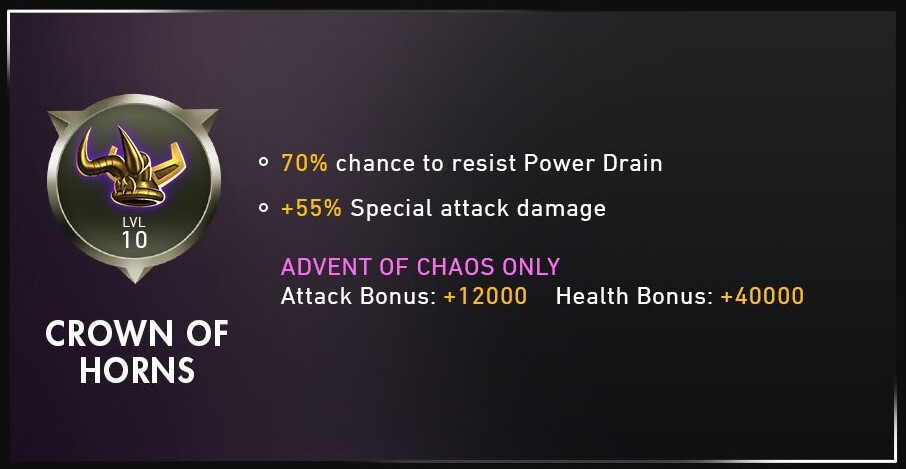 70% chance to resist Power Drain
+55% Special attack damage
LVL
10
ADVENT OF CHAOS ONLY
Attack Bonus: +12000 Health Bonus: +40000
CROWN OF
HORNS